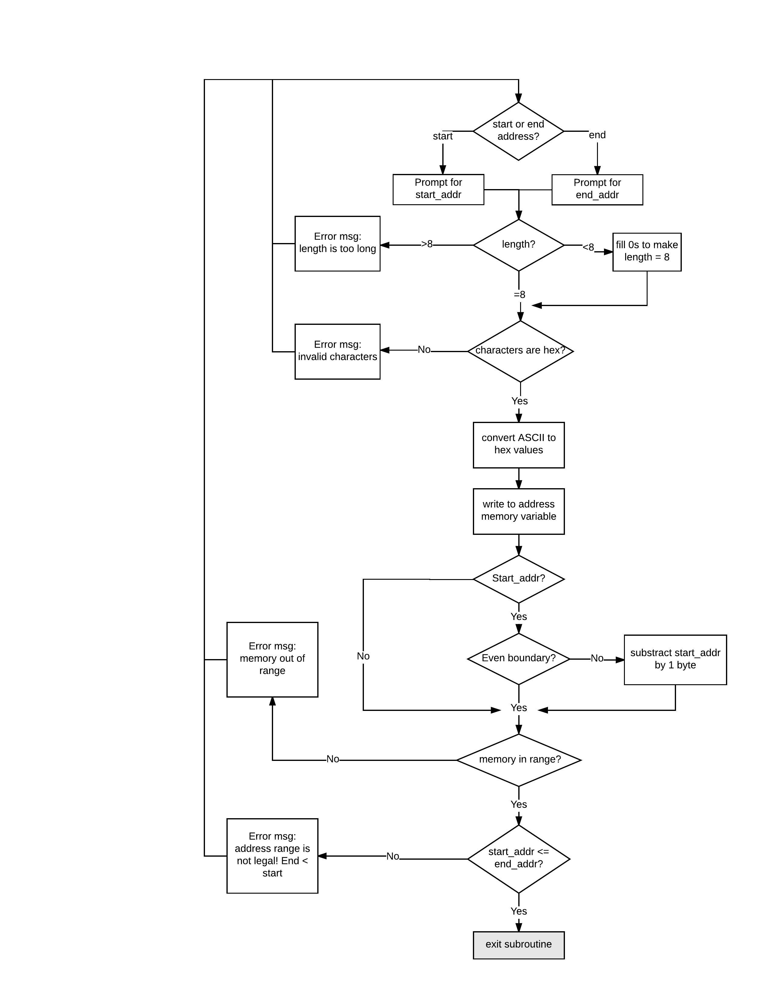 start or end
address?
start
end
Prompt for
start_addr
Prompt for
end_addr
Error msg:
length is too long
>8
length?
<8
fill 0s to make
length = 8
=8
Error msg:
invalid characters
No
characters are hex?
Yes
convert ASCII to
hex values
write to address
memory variable
Start_addr?
Yes
No
Even boundary?
No
substract start_addr
by 1 byte
Error msg:
memory out of
range
Yes
No
memory in range?
Yes
Error msg:
address range is
not legal! End <
start
No
start_addr <=
end_addr?
Yes
exit subroutine